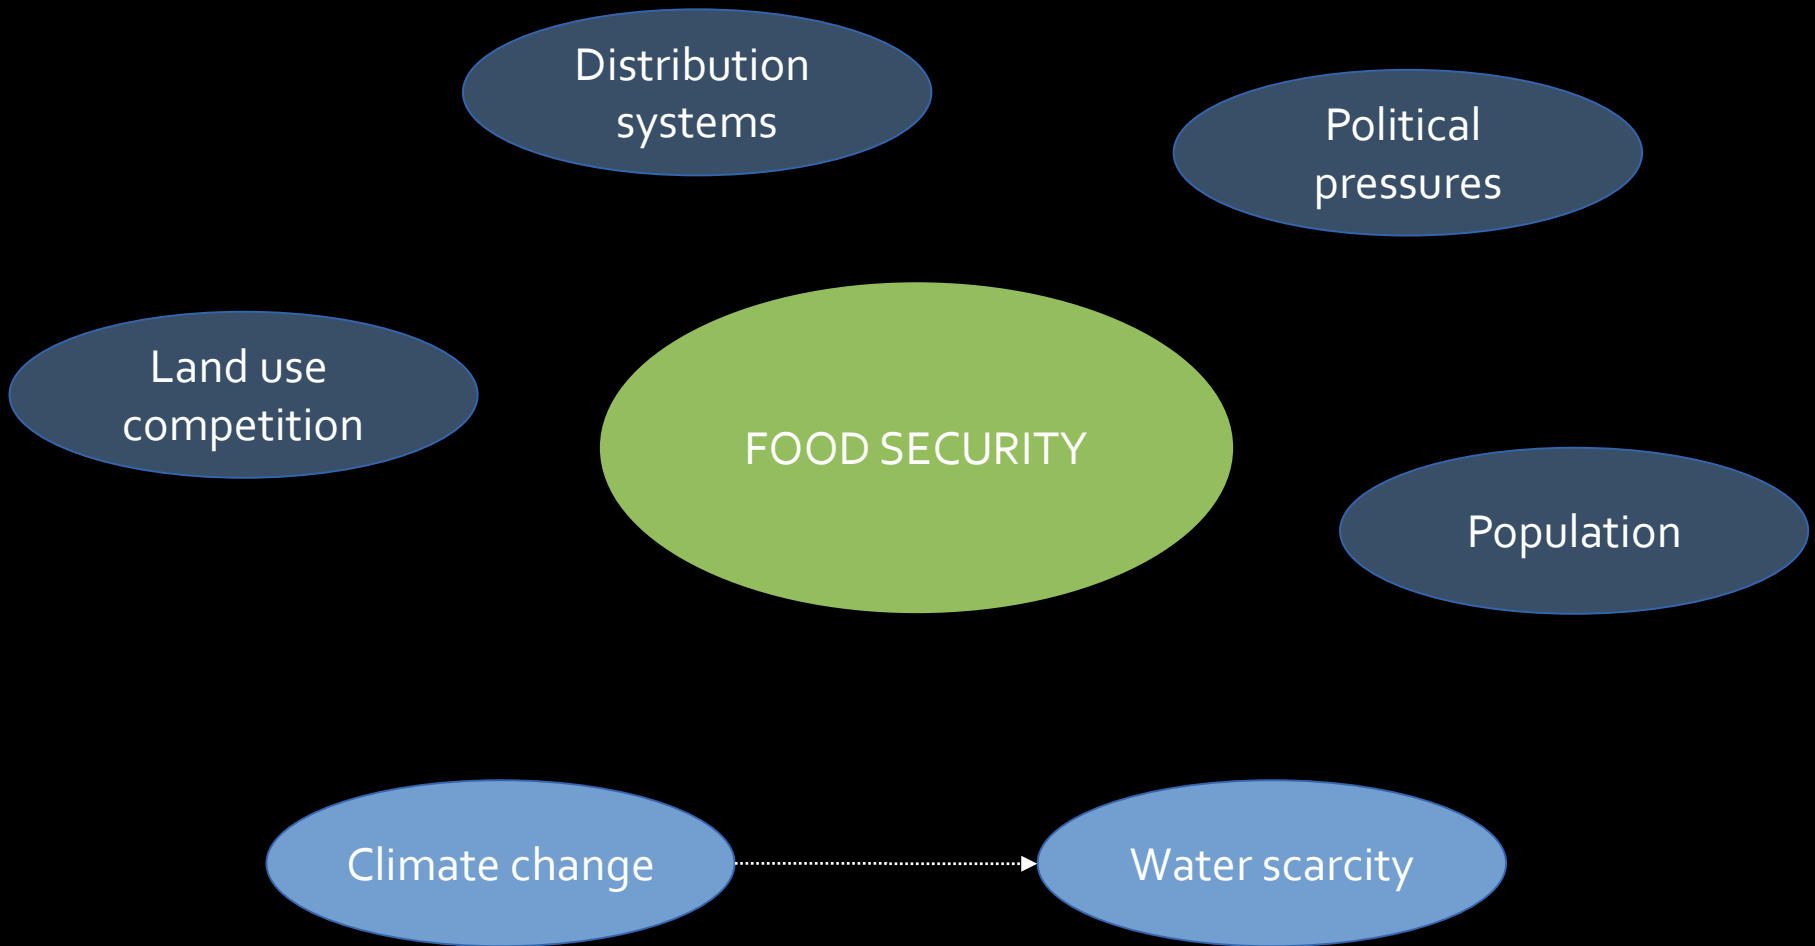 Distribution
systems
Political
pressures
Land use
competition
FOOD SECURITY
Population
Climate change
Water scarcity